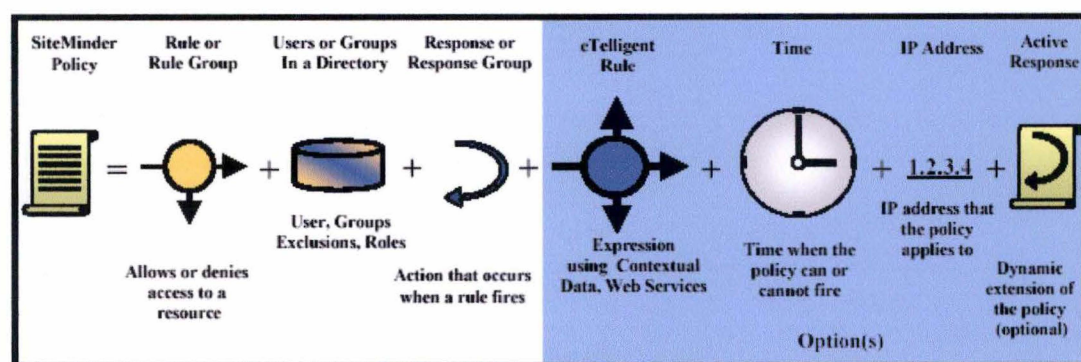 SiteMinder
Policy
Rule or
Rule Group
Users or Groups
In a Directory
Response or
Response Group
eTelligent
Rule
Time
IP Address
Active
Response
=
+
+
+
+
+
1.2.3.4
+
User, Groups
Exclusions, Roles
Allows or denies
access to a
resource
Action that occurs
when a rule fires
Expression
using Contextual
Data, Web Services
Time when the
policy can or
cannot fire
IP address that
the policy
applies to
Dynamic
extension of
the policy
(optional)
Option(s)